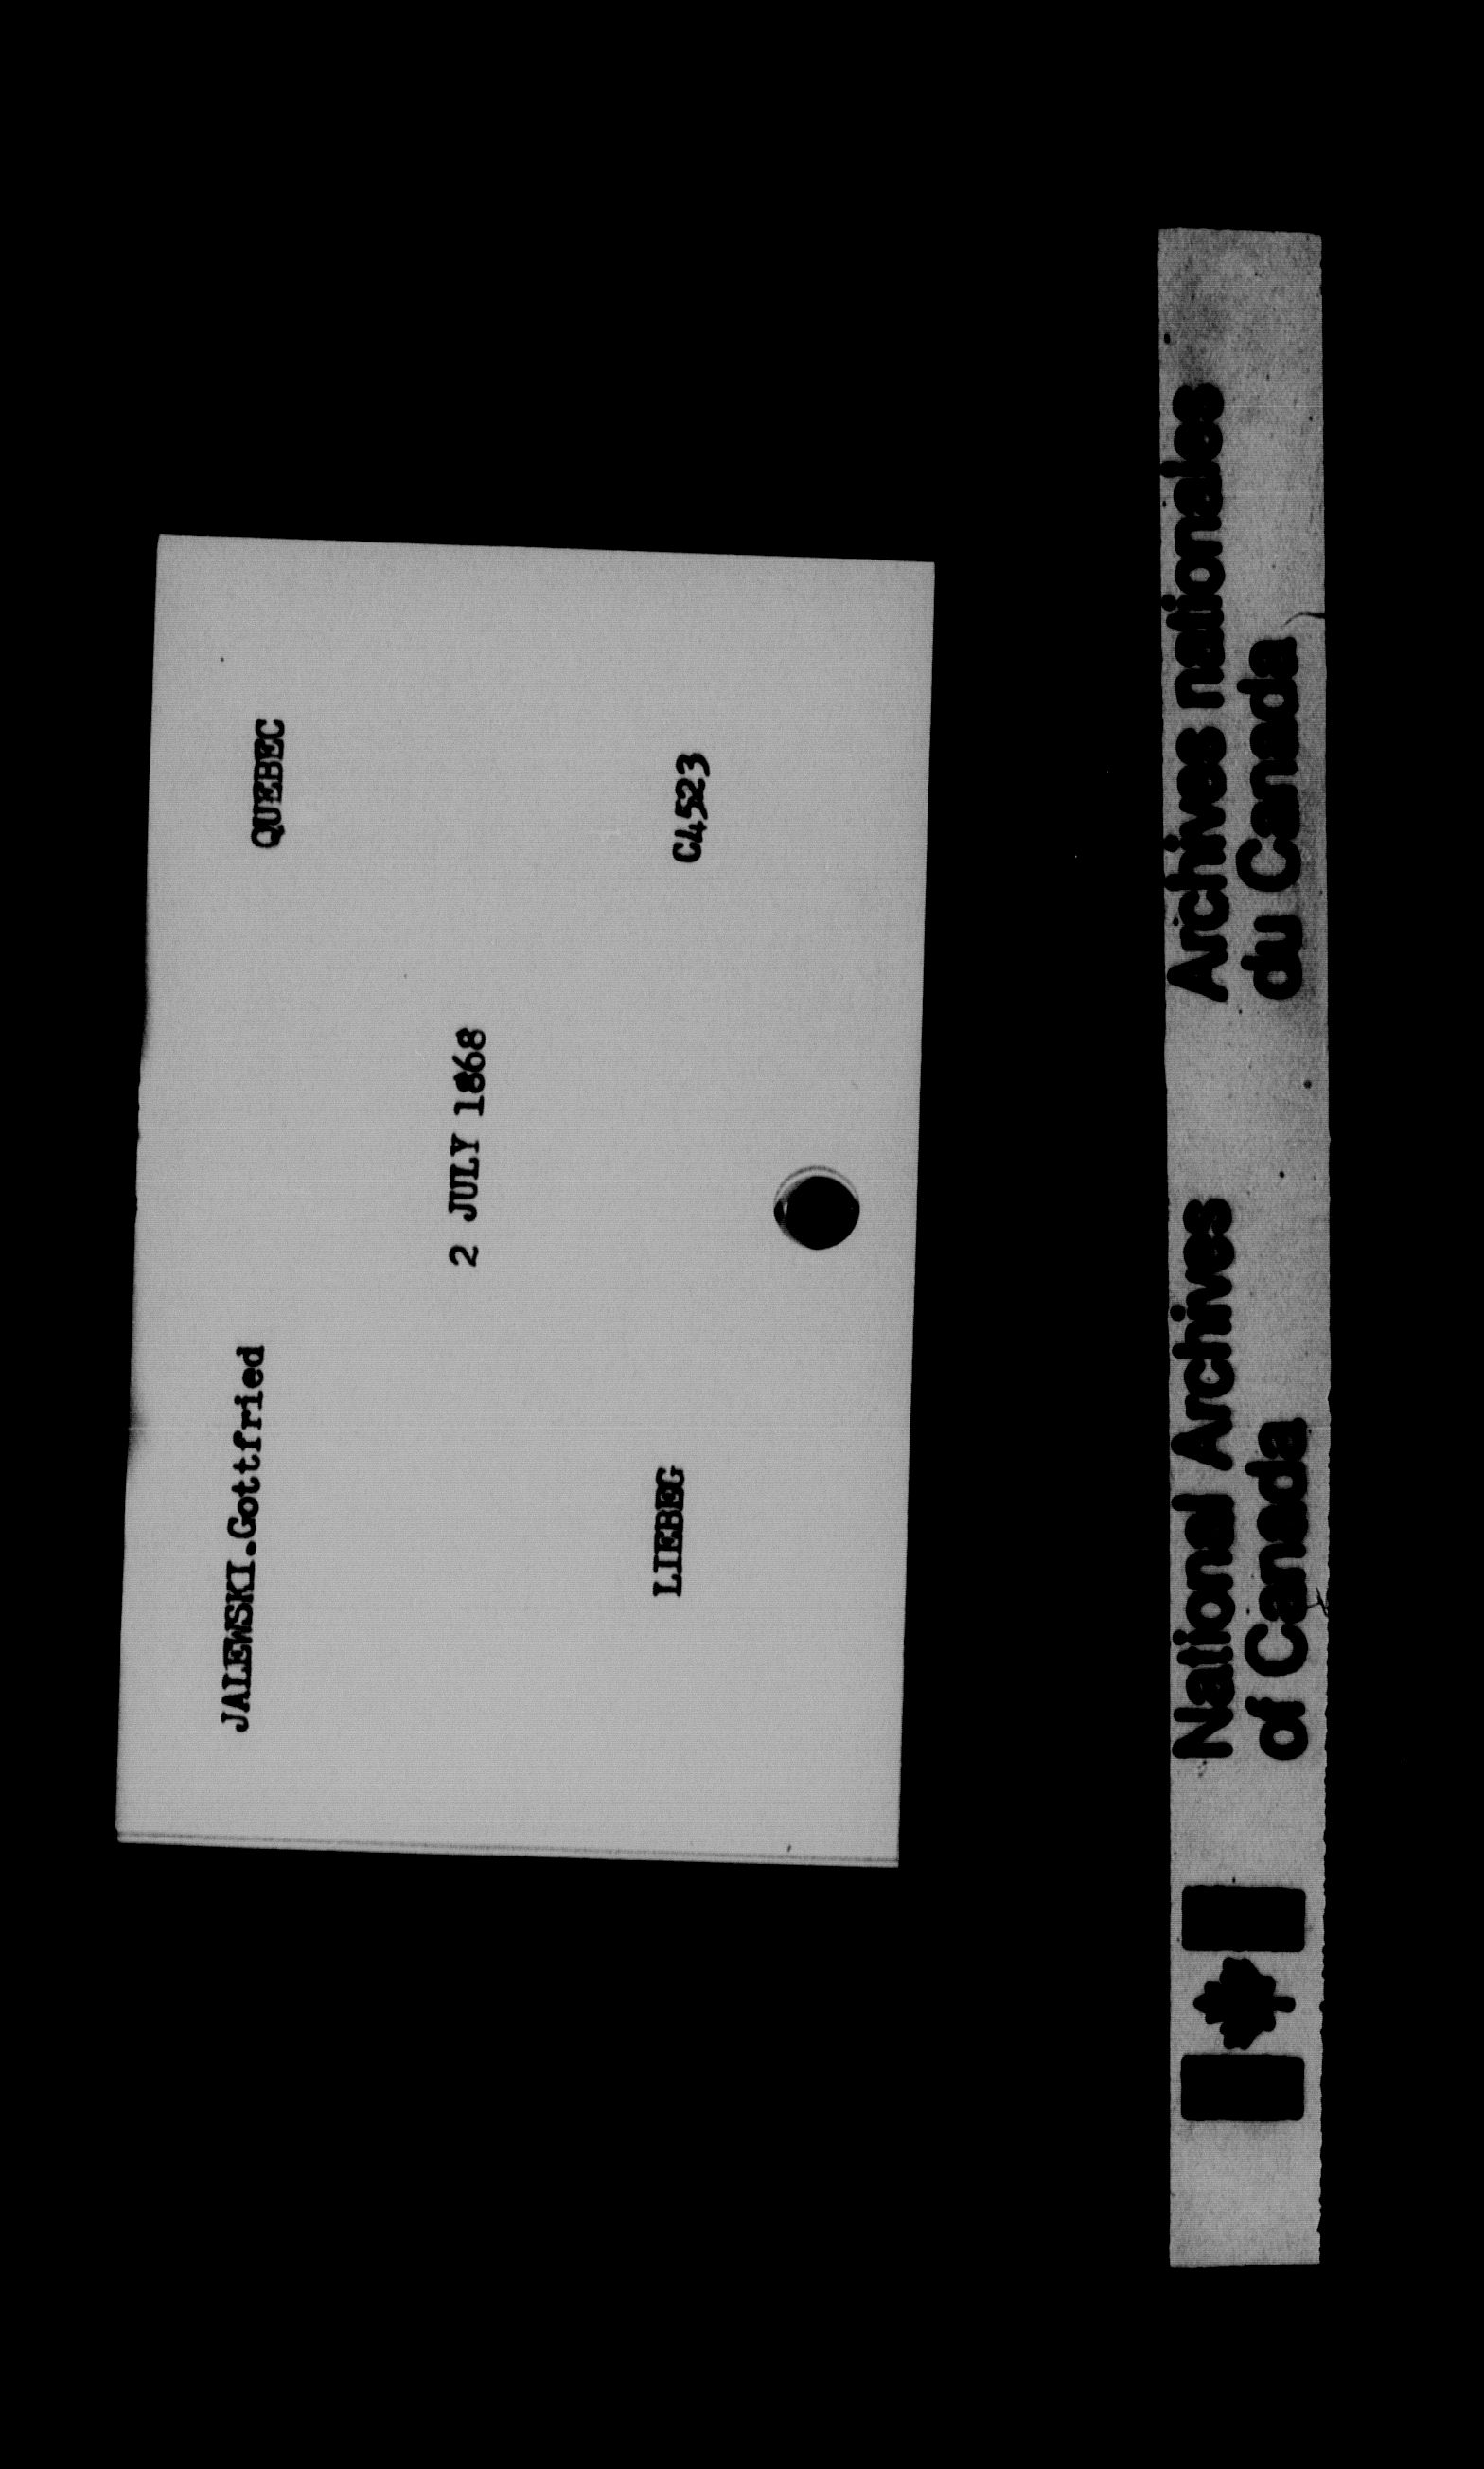 JALEWSKI.Gottfried QUEBEC
2 JULY 1868
LIEBEG C4523
National Archives
of Canada
Archives nationales
du Canada